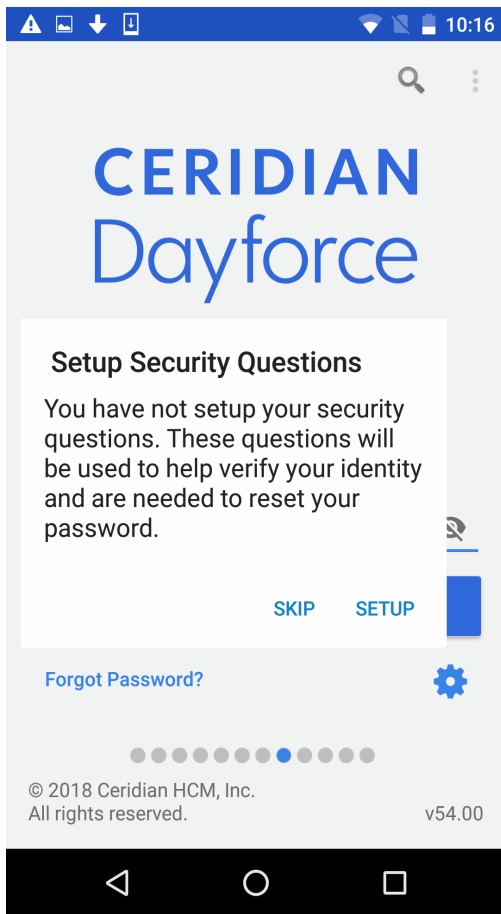 10:16
CERIDIAN
Dayforce
Setup Security Questions
You have not setup your security
questions. These questions will
be used to help verify your identity
and are needed to reset your
password.
SKIP SETUP
Forgot Password?
© 2018 Ceridian HCM, Inc.
All rights reserved.
v54.00